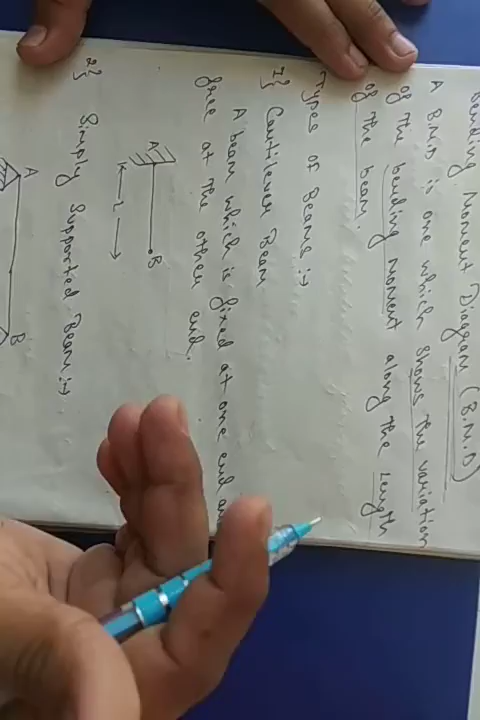 Bending Moment Diagram (B.M.D)
A B.M.D is one which shows the variation
of the bending moment along the length
of the beam.
Types of Beams :→
1} Cantilever Beam
A beam which is fixed at one end an
free at the other end.
A B
L
2} Simply Supported Beam :→
A B